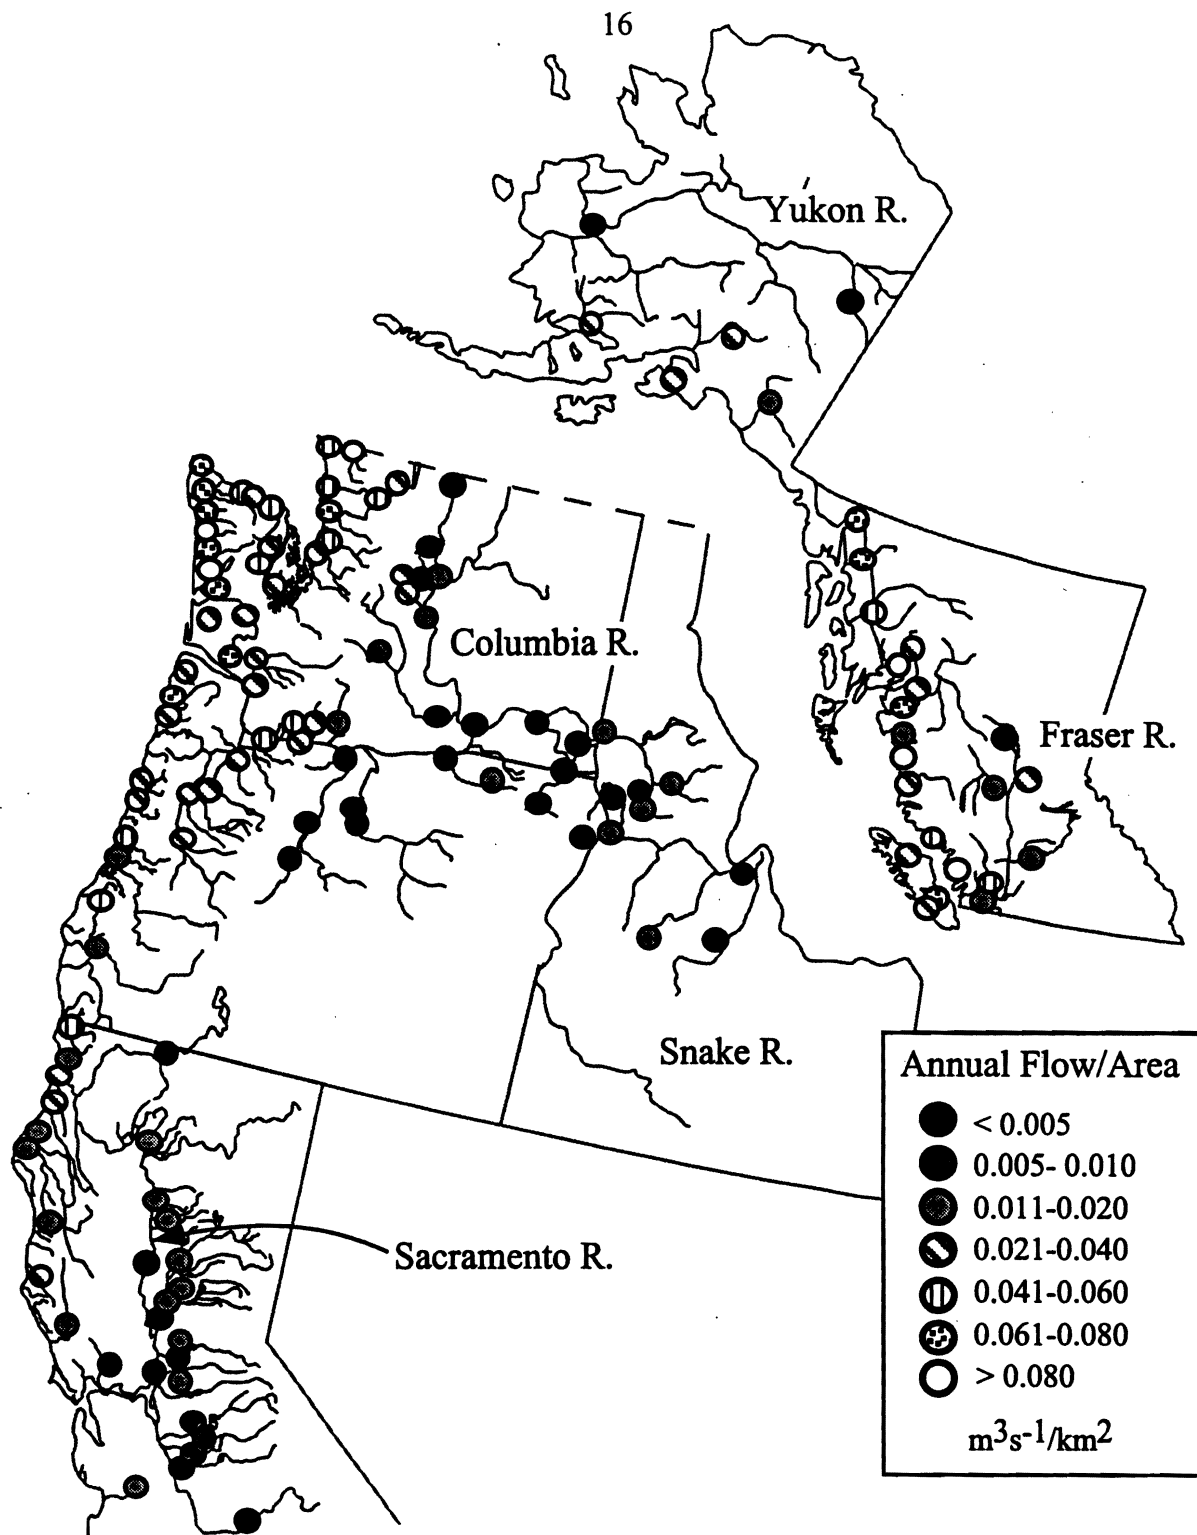 16
Yukon R.
Columbia R.
Fraser R.
Snake R.
Sacramento R.
Annual Flow/Area
< 0.005
0.005- 0.010
0.011-0.020
0.021-0.040
0.041-0.060
0.061-0.080
> 0.080
m3s-1/km2